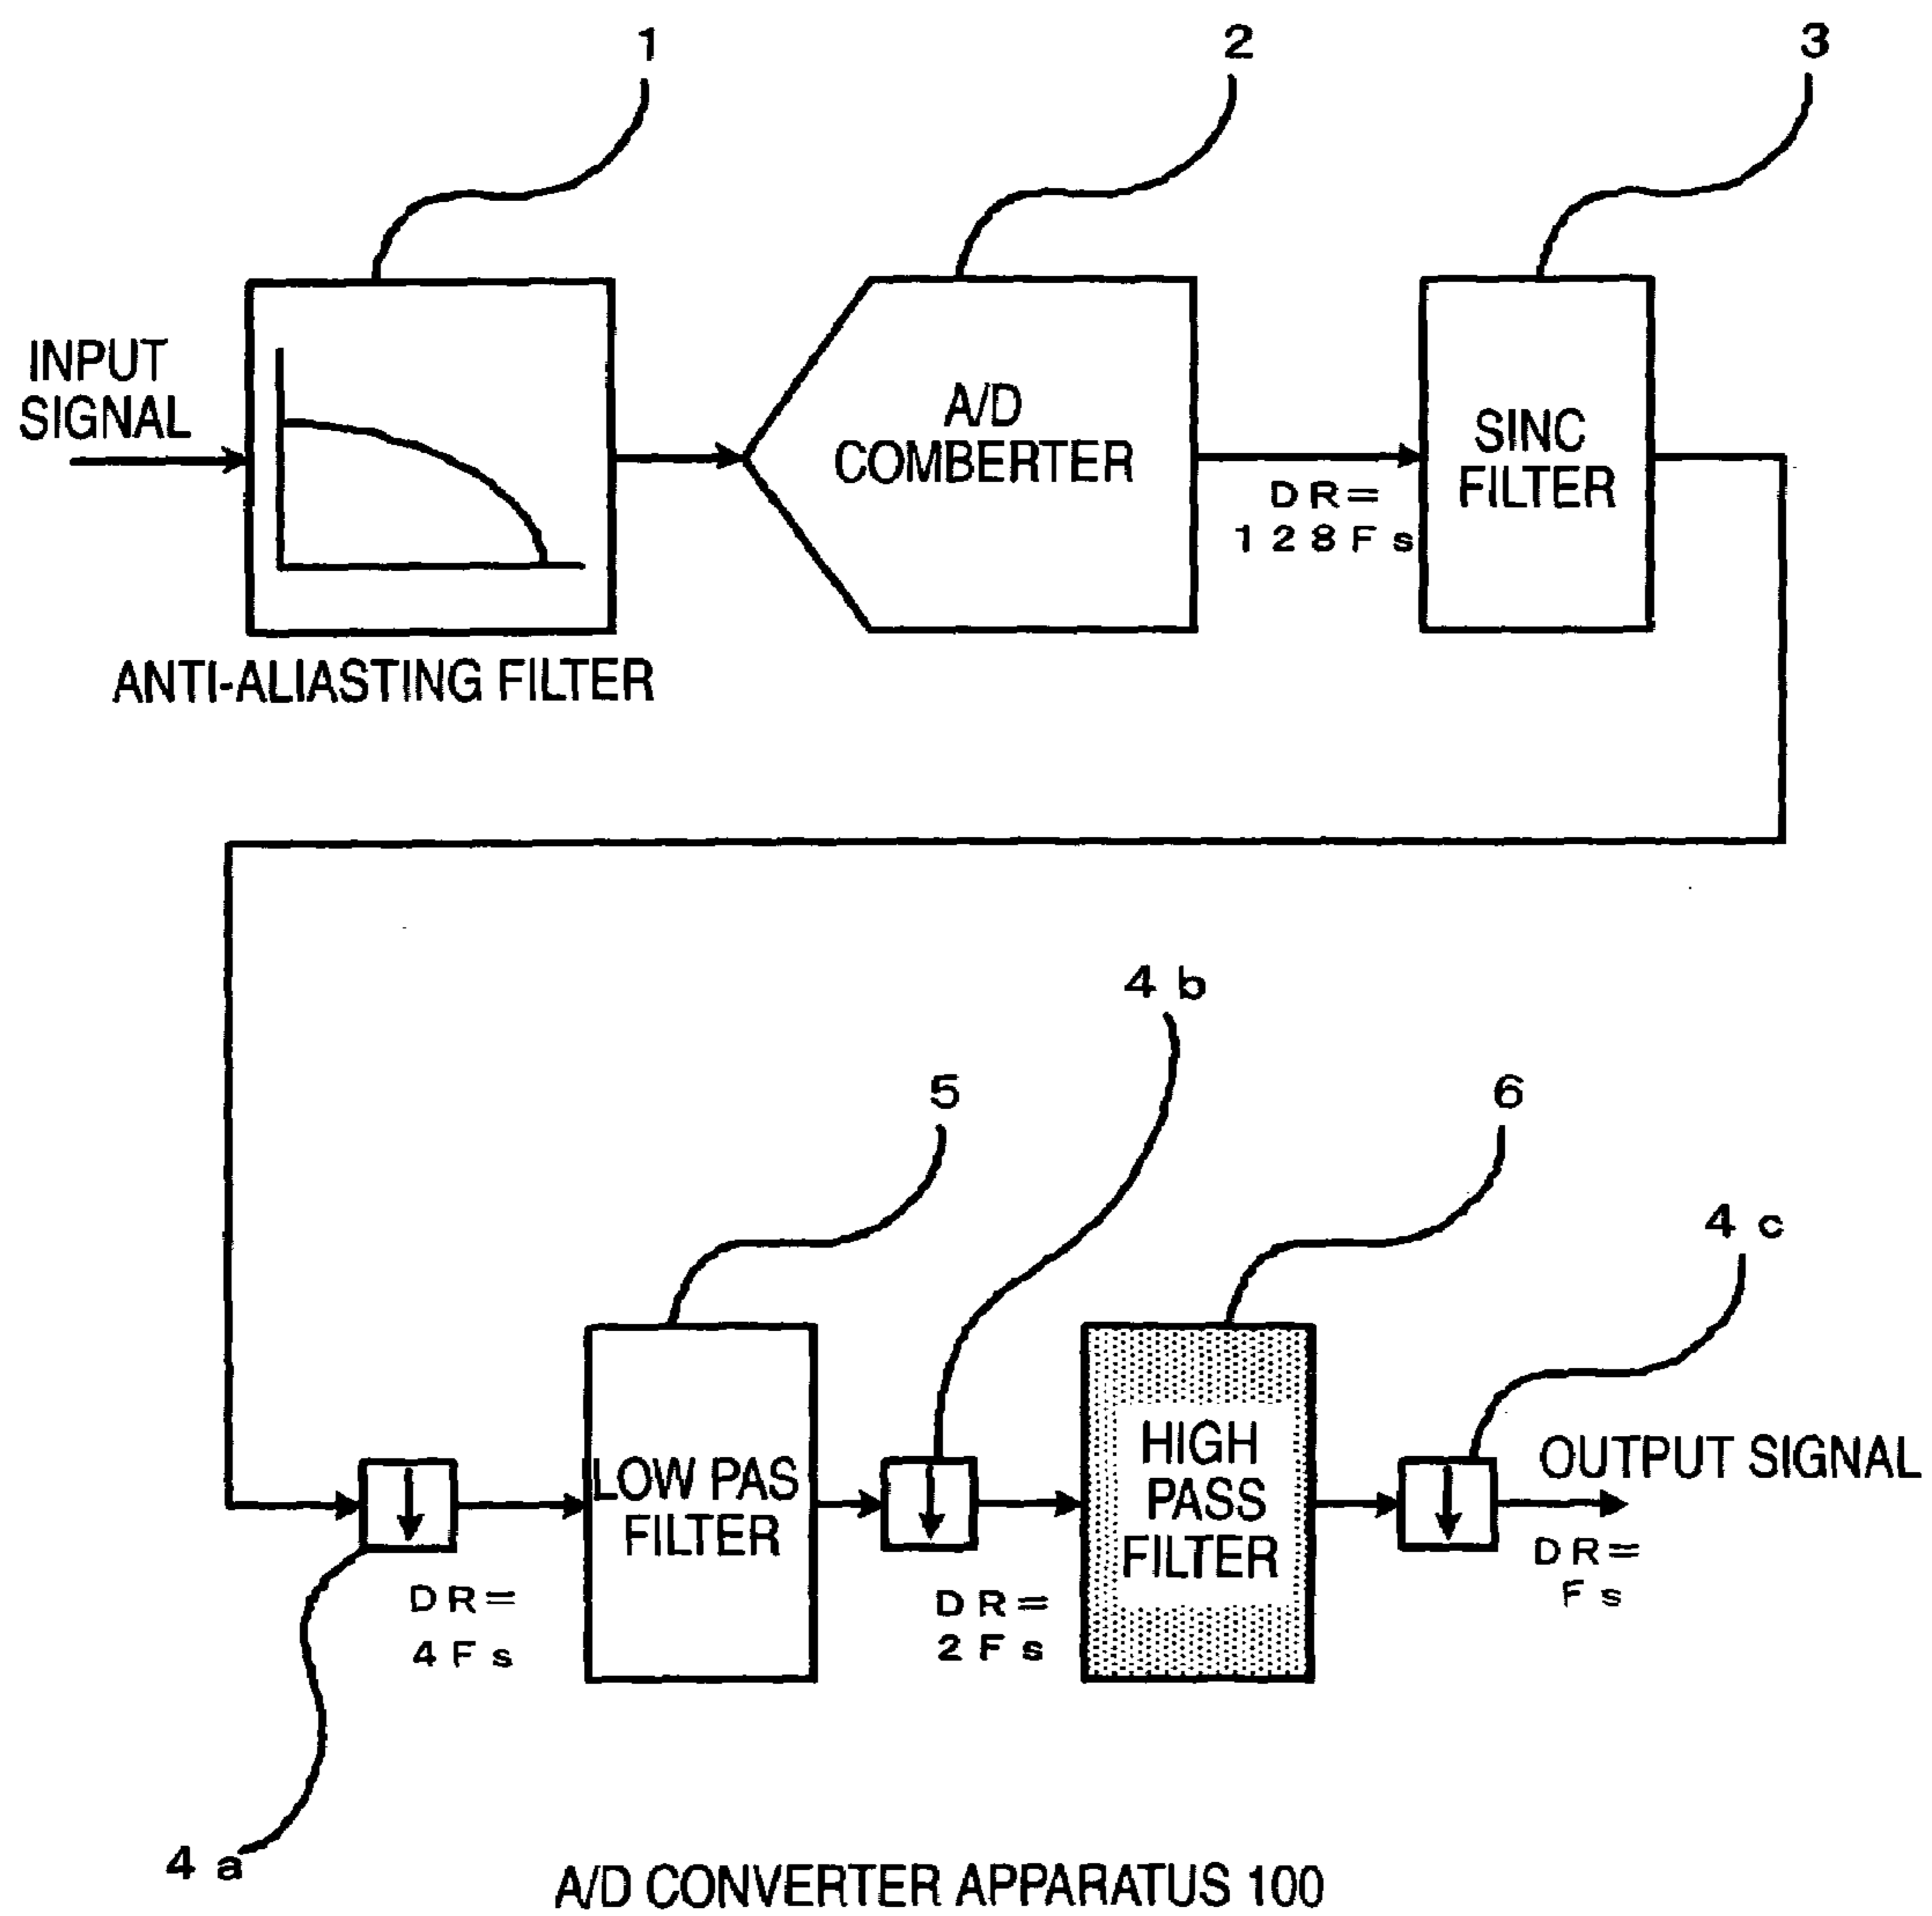 1
2
3
INPUT
SIGNAL
A/D
COMBERTER
SINC
FILTER
DR=
128Fs
ANTI-ALIASTING FILTER
4b
5
6
4c
LOW PAS
FILTER
HIGH
PASS
FILTER
OUTPUT SIGNAL
DR=
4Fs
DR=
2Fs
DR=
Fs
4a
A/D CONVERTER APPARATUS 100